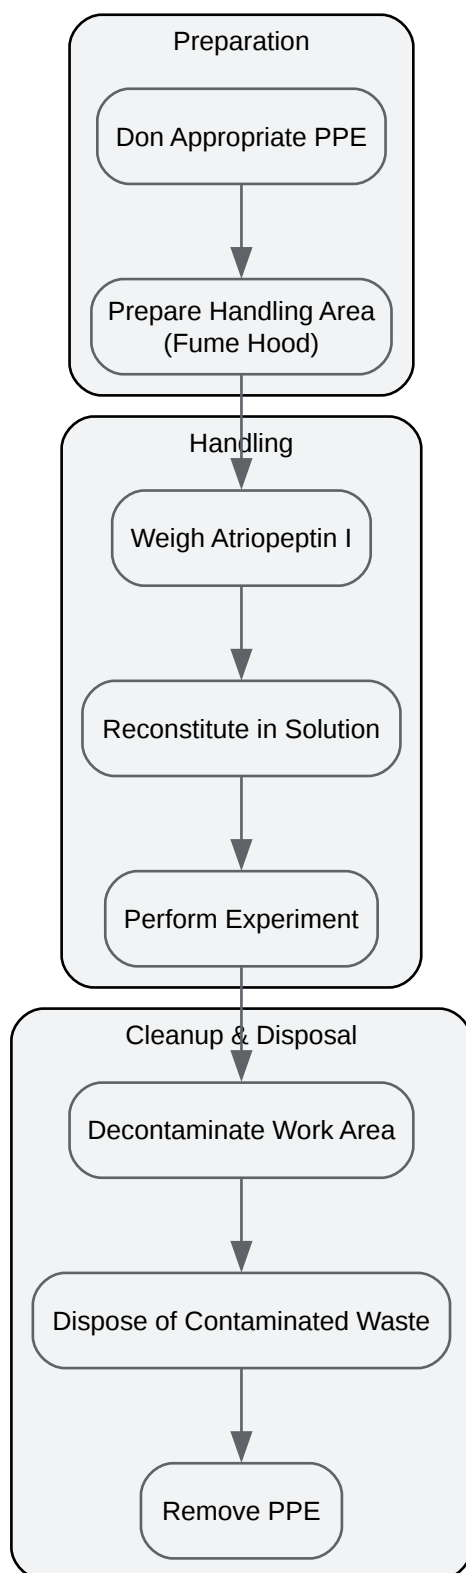 Preparation
Don Appropriate PPE
Prepare Handling Area
(Fume Hood)
Handling
Weigh Atriopeptin I
Reconstitute in Solution
Perform Experiment
Cleanup & Disposal
Decontaminate Work Area
Dispose of Contaminated Waste
Remove PPE